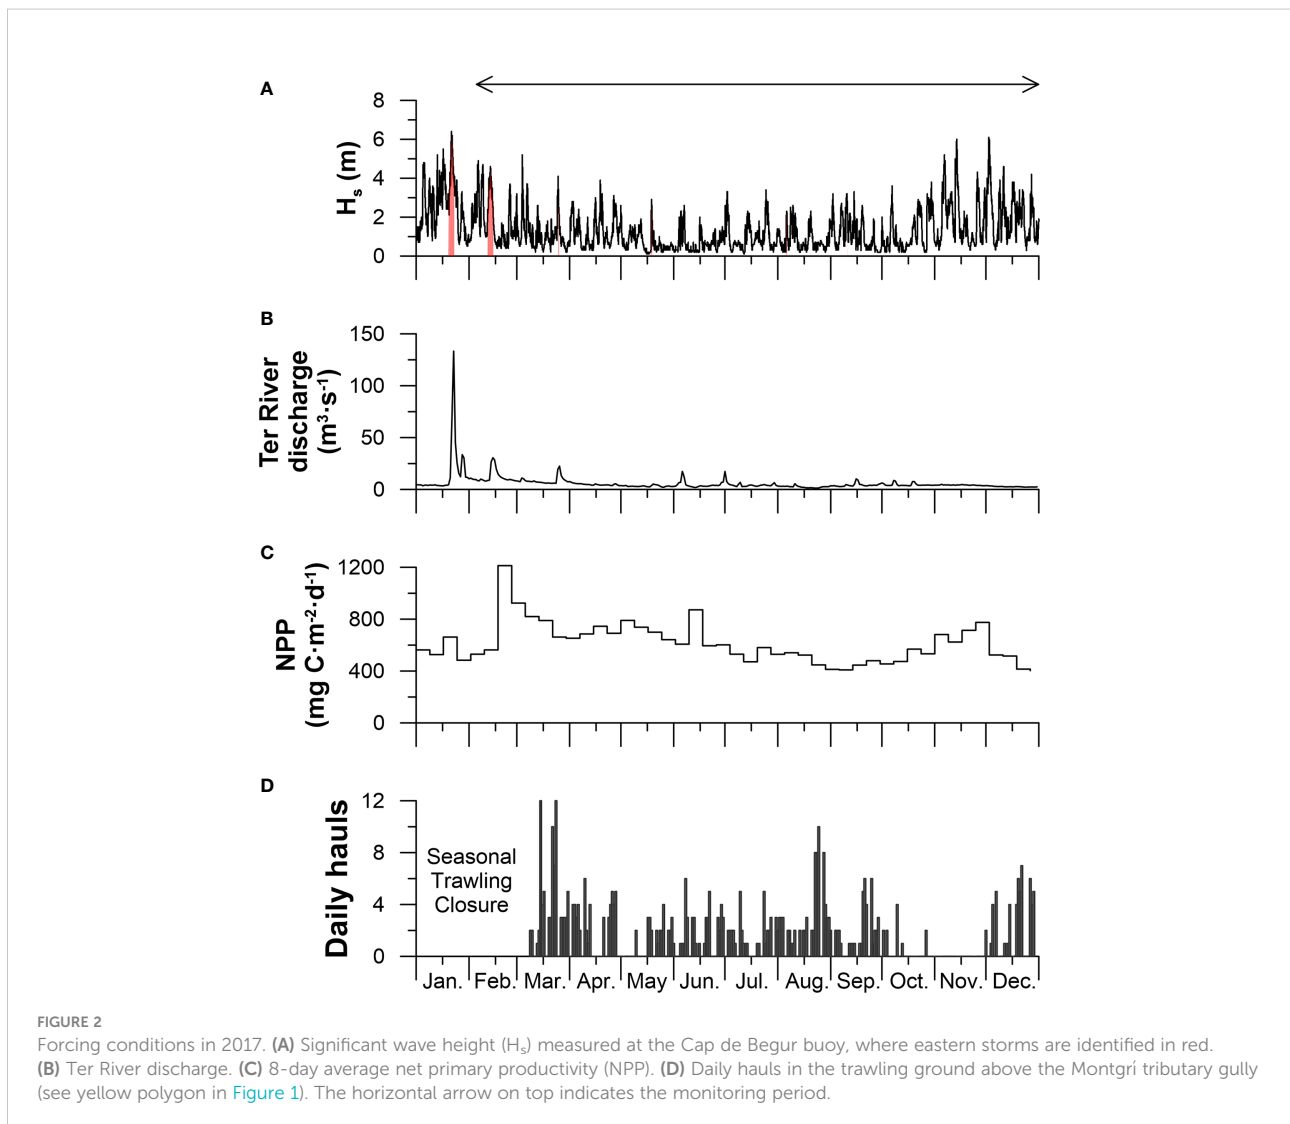 A
8
6
4
2
0
Hs (m)
B
150
100
50
0
Ter River
discharge
(m³·s⁻¹)
C
1200
800
400
0
NPP
(mg C·m⁻²·d⁻¹)
D
12
8
4
0
Daily hauls
Seasonal
Trawling
Closure
Jan. Feb. Mar. Apr. May Jun. Jul. Aug. Sep. Oct. Nov. Dec.
FIGURE 2
Forcing conditions in 2017. (A) Significant wave height (Hs) measured at the Cap de Begur buoy, where eastern storms are identified in red.
(B) Ter River discharge. (C) 8-day average net primary productivity (NPP). (D) Daily hauls in the trawling ground above the Montgrí tributary gully
(see yellow polygon in Figure 1). The horizontal arrow on top indicates the monitoring period.